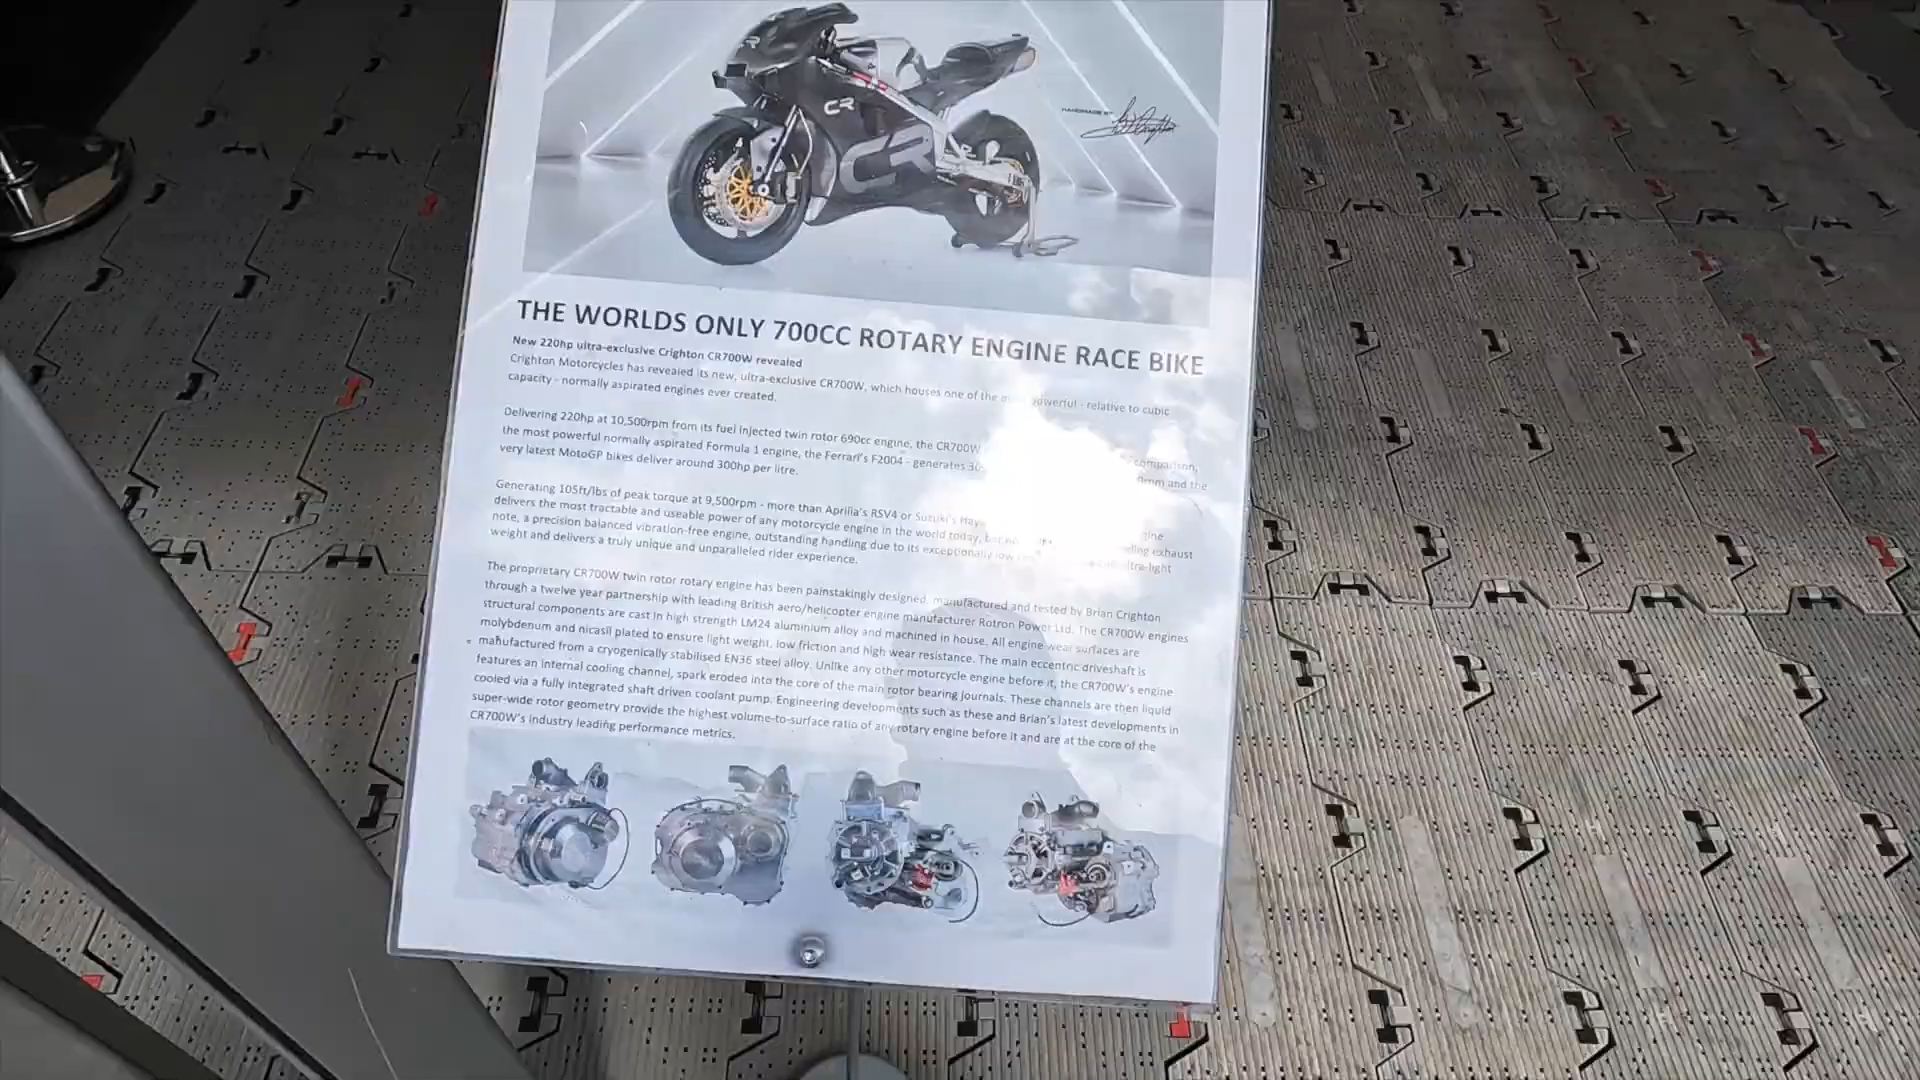 CR
CR
HANDMADE BY
THE WORLDS ONLY 700CC ROTARY ENGINE RACE BIKE
New 220hp ultra-exclusive Crighton CR700W revealed
Crighton Motorcycles has revealed its new, ultra-exclusive CR700W, which houses one of the powerful - relative to cubic
capacity - normally aspirated engines ever created.
Delivering 220hp at 10,500rpm from its fuel injected twin rotor 690cc engine, the CR700W comparison,
the most powerful normally aspirated Formula 1 engine, the Ferrari's F2004 - generates and the
very latest MotoGP bikes deliver around 300hp per litre.
Generating 105ft/lbs of peak torque at 9,500rpm - more than Aprilia's RSV4 or Suzuki's
delivers the most tractable and useable power of any motorcycle engine in the world today, exhaust
note, a precision balanced vibration-free engine, outstanding handling due to its exceptionally low
weight and delivers a truly unique and unparalleled rider experience.
The proprietary CR700W twin rotor rotary engine has been painstakingly designed, manufactured and tested by Brian Crighton
through a twelve year partnership with leading British aero/helicopter engine manufacturer Rotron Power Ltd. The CR700W engines
structural components are cast in high strength LM24 aluminium alloy and machined in house. All engine wear surfaces are
molybdenum and nicasil plated to ensure light weight, low friction and high wear resistance. The main eccentric driveshaft is
manufactured from a cryogenically stabilised EN36 steel alloy. Unlike any other motorcycle engine before it, the CR700W's engine
features an internal cooling channel, spark eroded into the core of the main rotor bearing journals. These channels are then liquid
cooled via a fully integrated shaft driven coolant pump. Engineering developments such as these and Brian's latest developments in
super-wide rotor geometry provide the highest volume-to-surface ratio of any rotary engine before it and are at the core of the
CR700W's industry leading performance metrics.